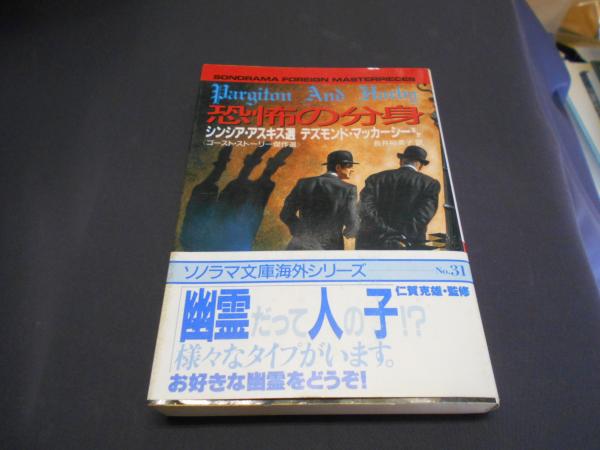 SONORAMA FOREIGN MASTERPIECES
Pargiton And Harby
恐怖の分身
シンシア・アスキス選 デズモンド・マッカーシー
〈ゴースト・ストーリー傑作選〉
ソノラマ文庫海外シリーズ
No.31
仁賀克雄・監修
幽霊だって人の子!?
様々なタイプがいます。
お好きな幽霊をどうぞ!